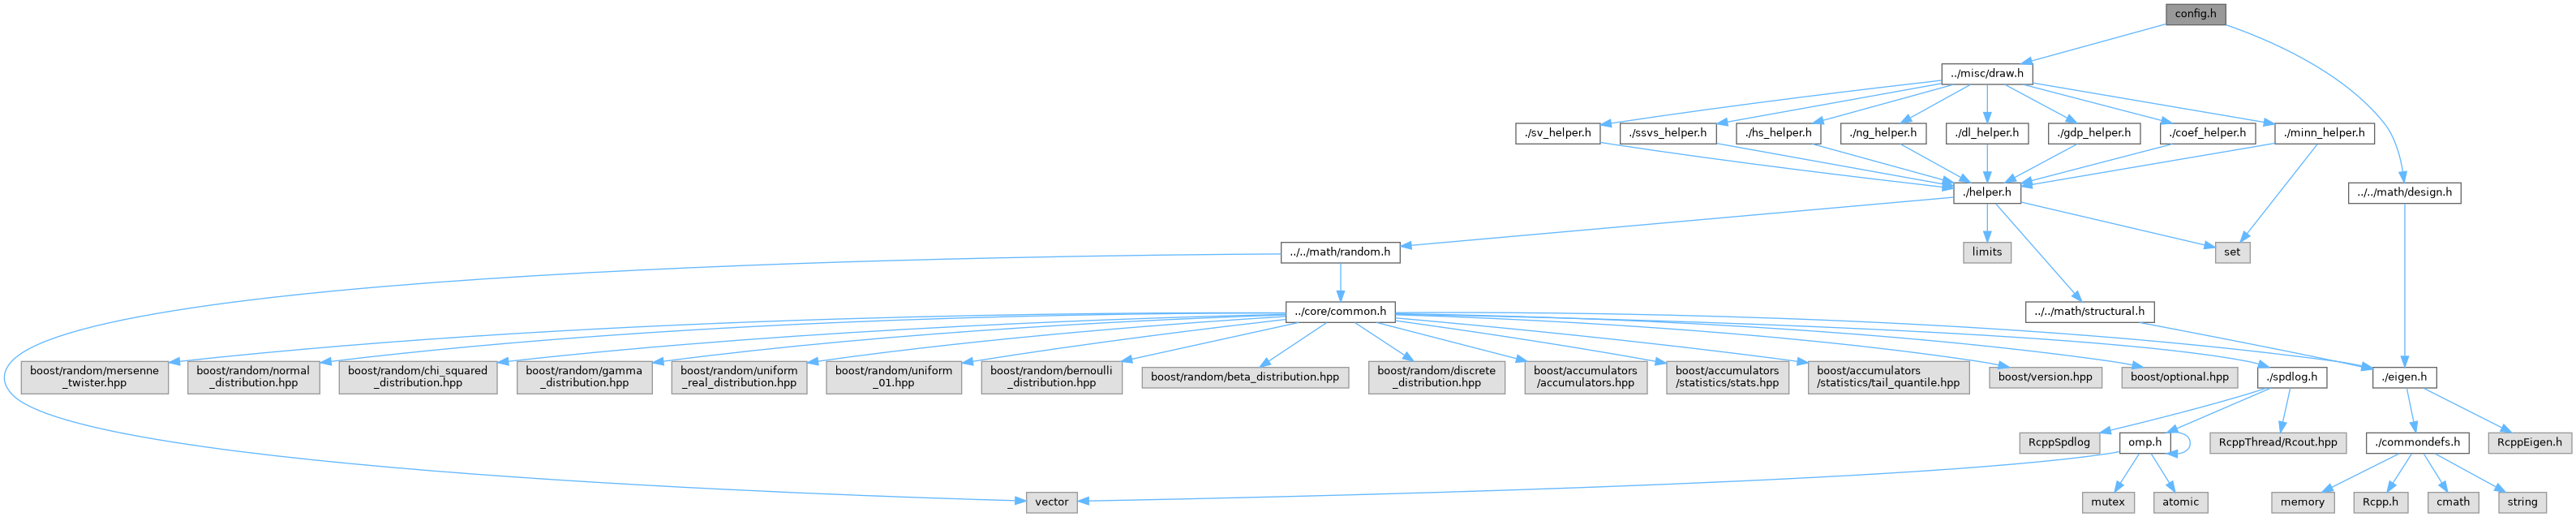 config.h
../misc/draw.h
./sv_helper.h
./ssvs_helper.h
./hs_helper.h
./ng_helper.h
./dl_helper.h
./gdp_helper.h
./coef_helper.h
./minn_helper.h
./helper.h
../../math/design.h
../../math/random.h
limits
set
../core/common.h
../../math/structural.h
boost/random/mersenne
_twister.hpp
boost/random/normal
_distribution.hpp
boost/random/chi_squared
_distribution.hpp
boost/random/gamma
_distribution.hpp
boost/random/uniform
_real_distribution.hpp
boost/random/uniform
_01.hpp
boost/random/bernoulli
_distribution.hpp
boost/random/beta_distribution.hpp
boost/random/discrete
_distribution.hpp
boost/accumulators
/accumulators.hpp
boost/accumulators
/statistics/stats.hpp
boost/accumulators
/statistics/tail_quantile.hpp
boost/version.hpp
boost/optional.hpp
./spdlog.h
./eigen.h
RcppSpdlog
omp.h
RcppThread/Rcout.hpp
./commondefs.h
RcppEigen.h
vector
mutex
atomic
memory
Rcpp.h
cmath
string